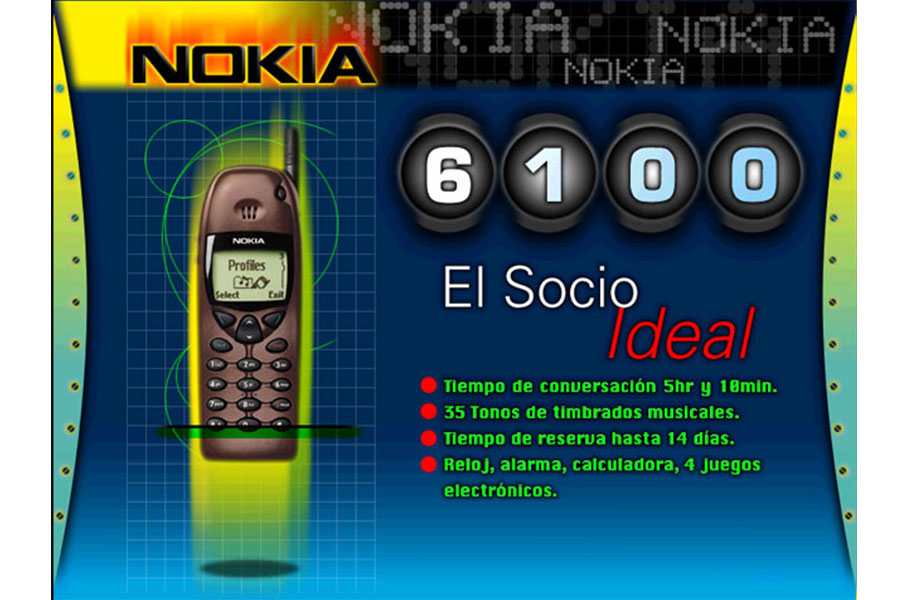 NOKIA
NOKIA
NOKIA
NOKIA
6100
NOKIA
Profiles
Select Exit
El Socio
Ideal
Tiempo de conversación 5hr y 10min.
35 Tonos de timbrados musicales.
Tiempo de reserva hasta 14 días.
Reloj, alarma, calculadora, 4 juegos
electrónicos.